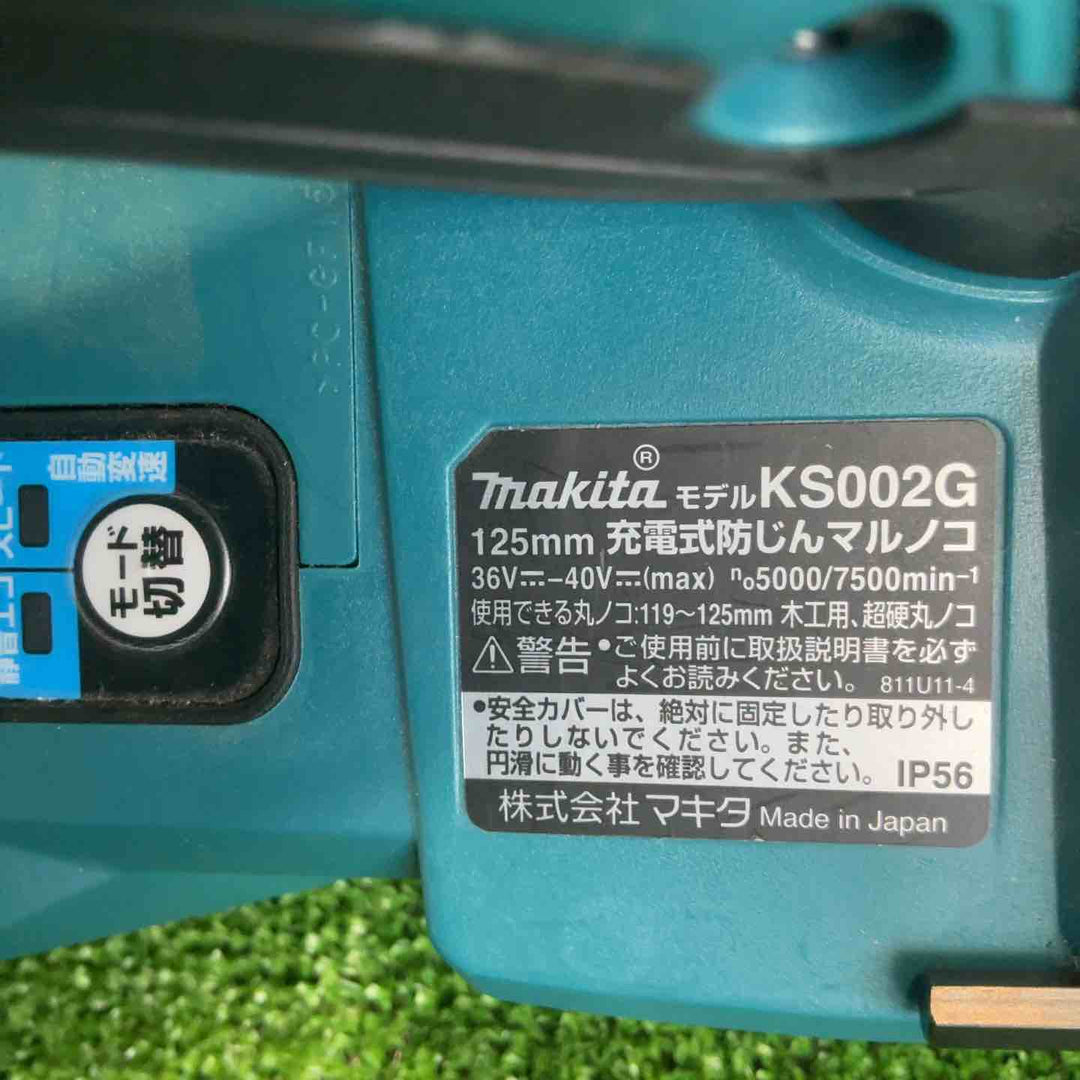 自動変速
モード
切替
makita® モデル KS002G
125mm 充電式防じんマルノコ
36V⎓-40V⎓(max) n₀5000/7500min⁻¹
使用できる丸ノコ:119～125mm 木工用、超硬丸ノコ
⚠警告 •ご使用前に取扱説明書を必ず
よくお読みください。 811U11-4
•安全カバーは、絶対に固定したり取り外し
たりしないでください。また、
円滑に動く事を確認してください。 IP56
株式会社 マキタ Made in Japan